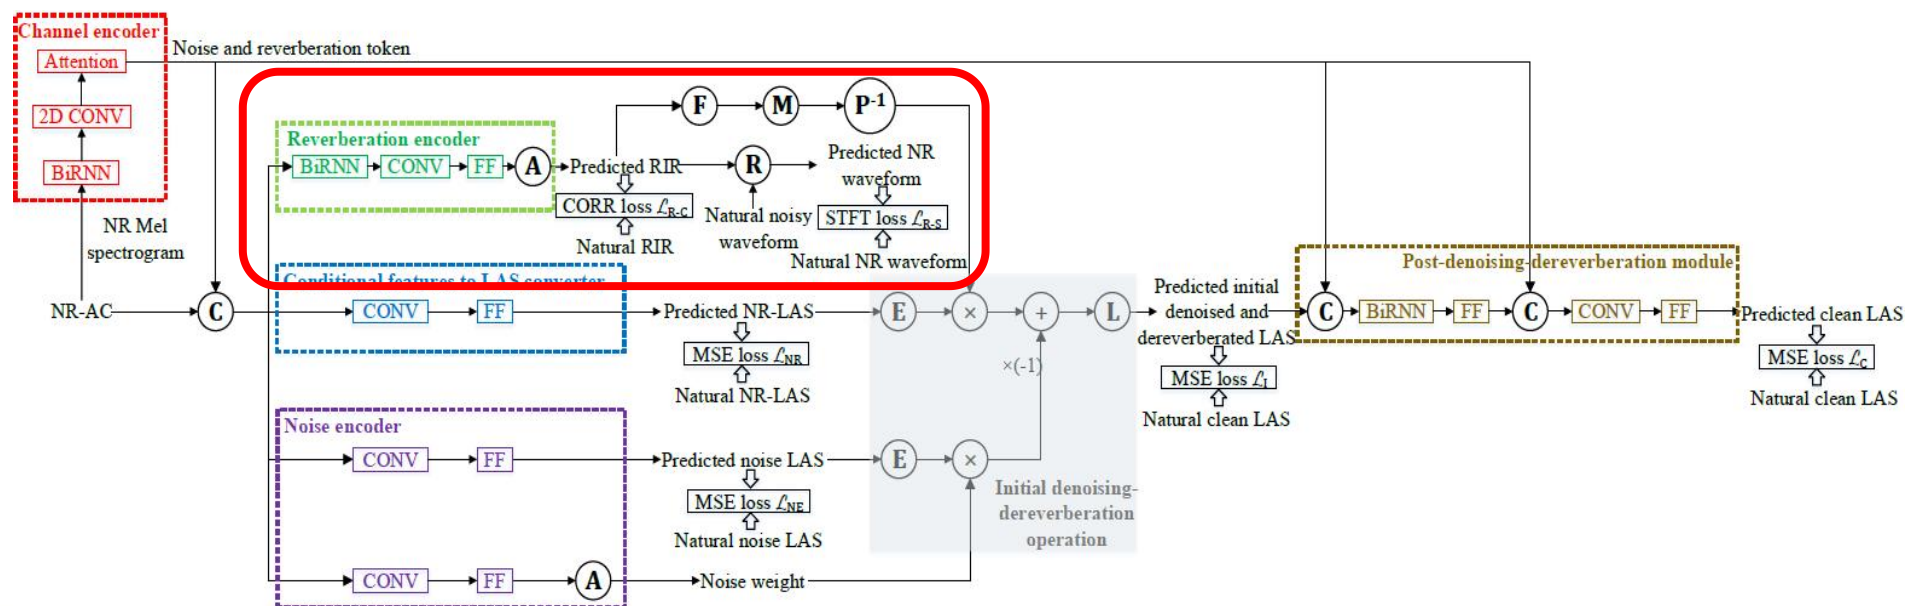 Channel encoder
Attention
2D CONV
BiRNN
Noise and reverberation token
NR Mel
spectrogram
NR-AC
C
Reverberation encoder
BiRNN
CONV
FF
A
Predicted RIR
CORR loss ℒR-C
Natural RIR
F
M
P-1
R
Natural noisy
waveform
Predicted NR
waveform
STFT loss ℒR-S
Natural NR waveform
Conditional features to LAS converter
CONV
FF
Predicted NR-LAS
MSE loss ℒNR
Natural NR-LAS
Noise encoder
CONV
FF
Predicted noise LAS
MSE loss ℒNE
Natural noise LAS
CONV
FF
A
Noise weight
E
×
+
L
×(-1)
E
×
Initial denoising-
dereverberation
operation
Predicted initial
denoised and
dereverberated LAS
MSE loss ℒI
Natural clean LAS
Post-denoising-dereverberation module
C
BiRNN
FF
C
CONV
FF
Predicted clean LAS
MSE loss ℒC
Natural clean LAS